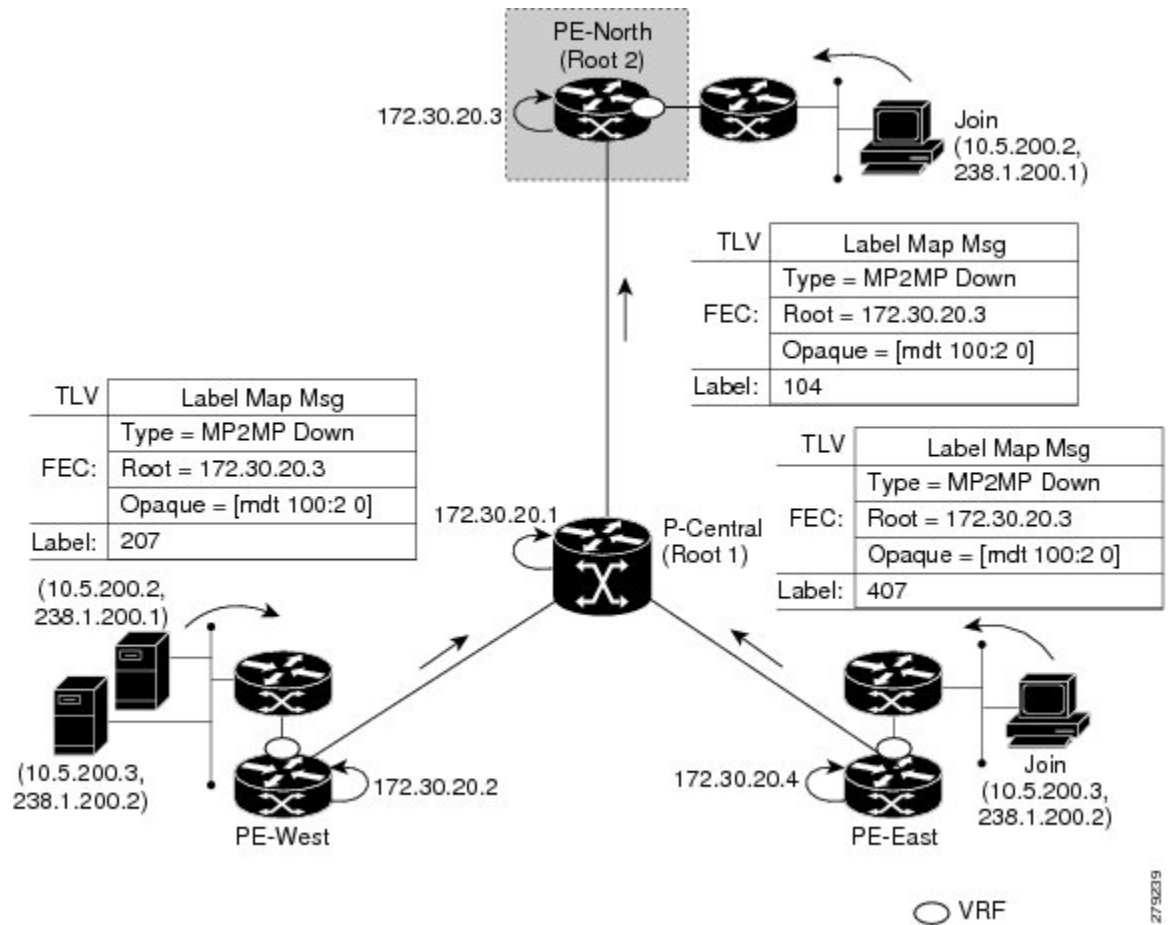 PE-North
(Root 2)
172.30.20.3
Join
(10.5.200.2,
238.1.200.1)
TLV
Label Map Msg
Type = MP2MP Down
FEC:
Root = 172.30.20.3
Opaque = [mdt 100:2 0]
Label:
104
TLV
Label Map Msg
Type = MP2MP Down
FEC:
Root = 172.30.20.3
Opaque = [mdt 100:2 0]
Label:
207
TLV
Label Map Msg
Type = MP2MP Down
FEC:
Root = 172.30.20.3
Opaque = [mdt 100:2 0]
Label:
407
172.30.20.1
P-Central
(Root 1)
(10.5.200.2,
238.1.200.1)
(10.5.200.3,
238.1.200.2)
172.30.20.2
PE-West
172.30.20.4
PE-East
Join
(10.5.200.3,
238.1.200.2)
VRF
279239